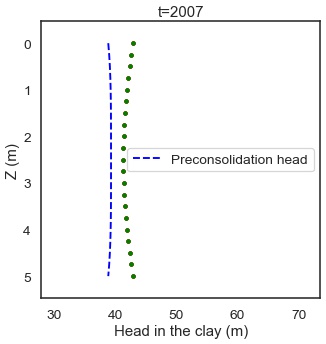 t=2007
0
1
2
3
4
5
Z (m)
Preconsolidation head
30 40 50 60 70
Head in the clay (m)